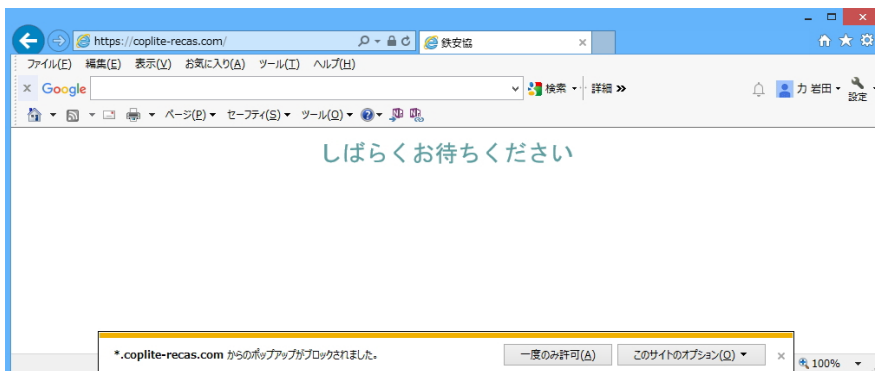 https://coplite-recas.com/
鉄安協
ファイル(F) 編集(E) 表示(V) お気に入り(A) ツール(T) ヘルプ(H)
Google 検索 詳細 力 岩田 設定
ページ(P) セーフティ(S) ツール(O)
しばらくお待ちください
*.coplite-recas.com からのポップアップがブロックされました。 一度のみ許可(A) このサイトのオプション(O)
100%